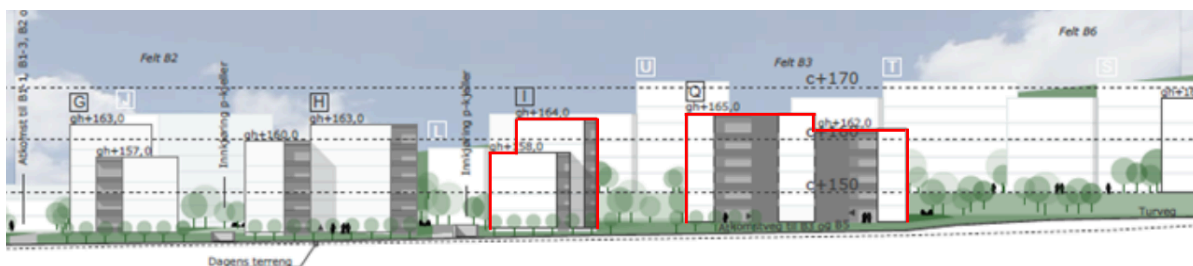 Atkomst til B1-1, B1-3, B2 o
Felt B2
Felt B3
Felt B6
G
N
H
L
I
U
Q
T
S
c+170
gh+163,0
gh+157,0
Innkjøring p-kjeller
gh+160,0
gh+163,0
Innkjøring p-kjeller
gh+164,0
gh+158,0
gh+165,0
gh+162,0
c+160
c+150
Atkomstveg til B3 og B5
Turveg
Dagens terreng